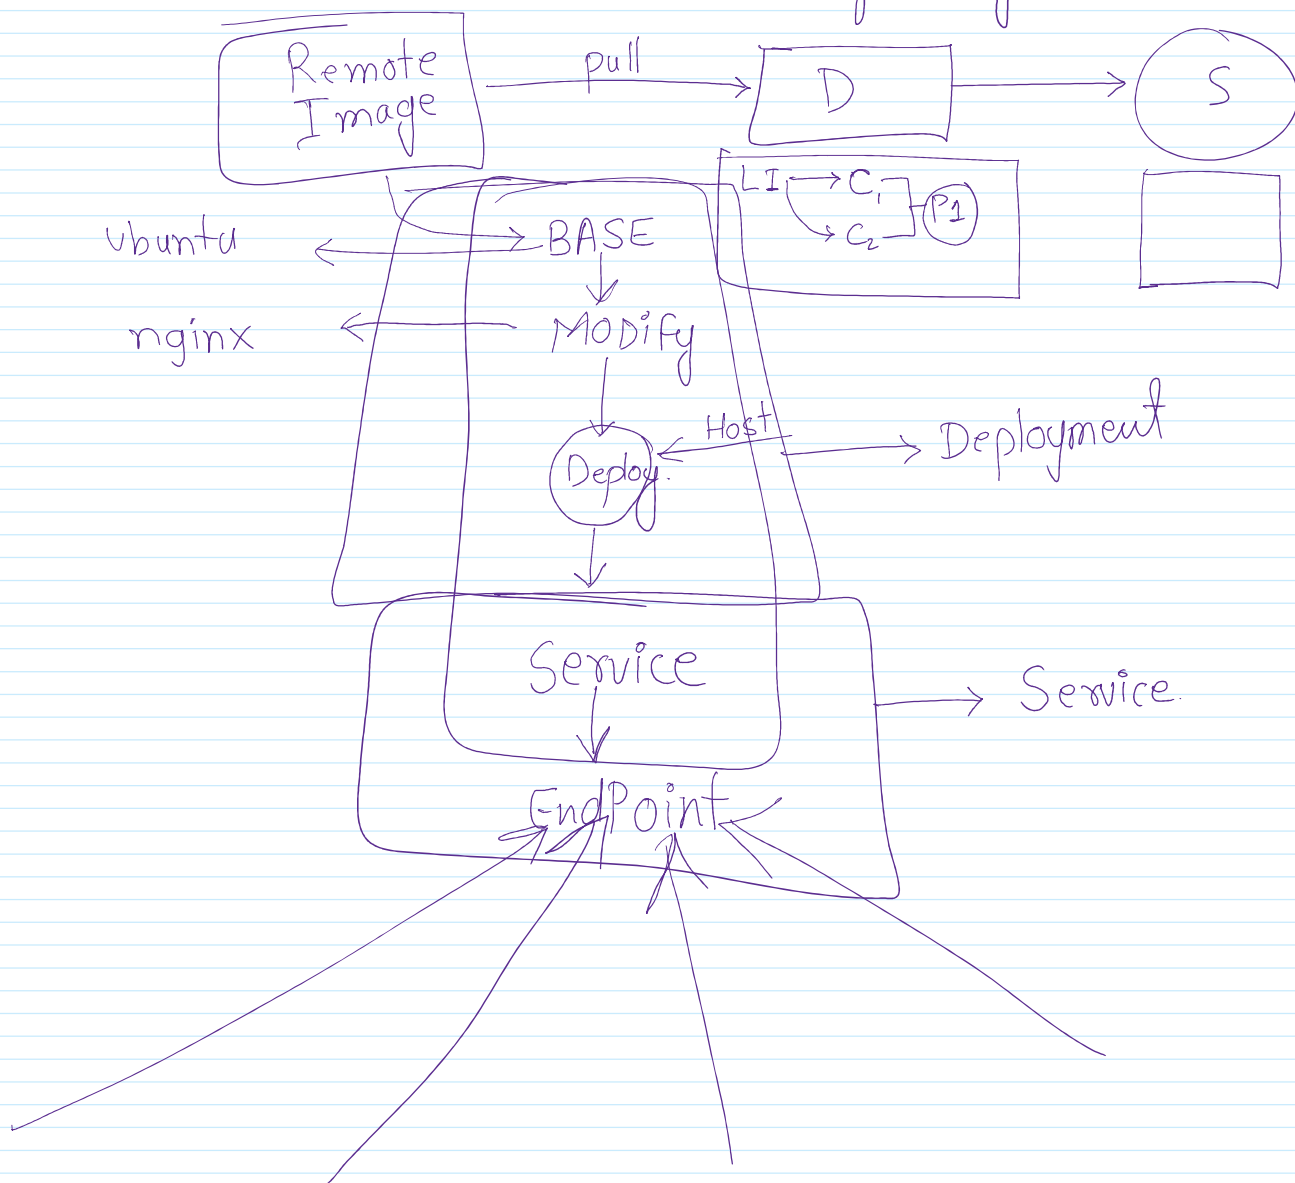 Remote
Image
pull
D
S
LI
C1
C2
P1
ubuntu
BASE
nginx
MODify
Host
Deployment
Deploy.
Service
Service.
EndPoint